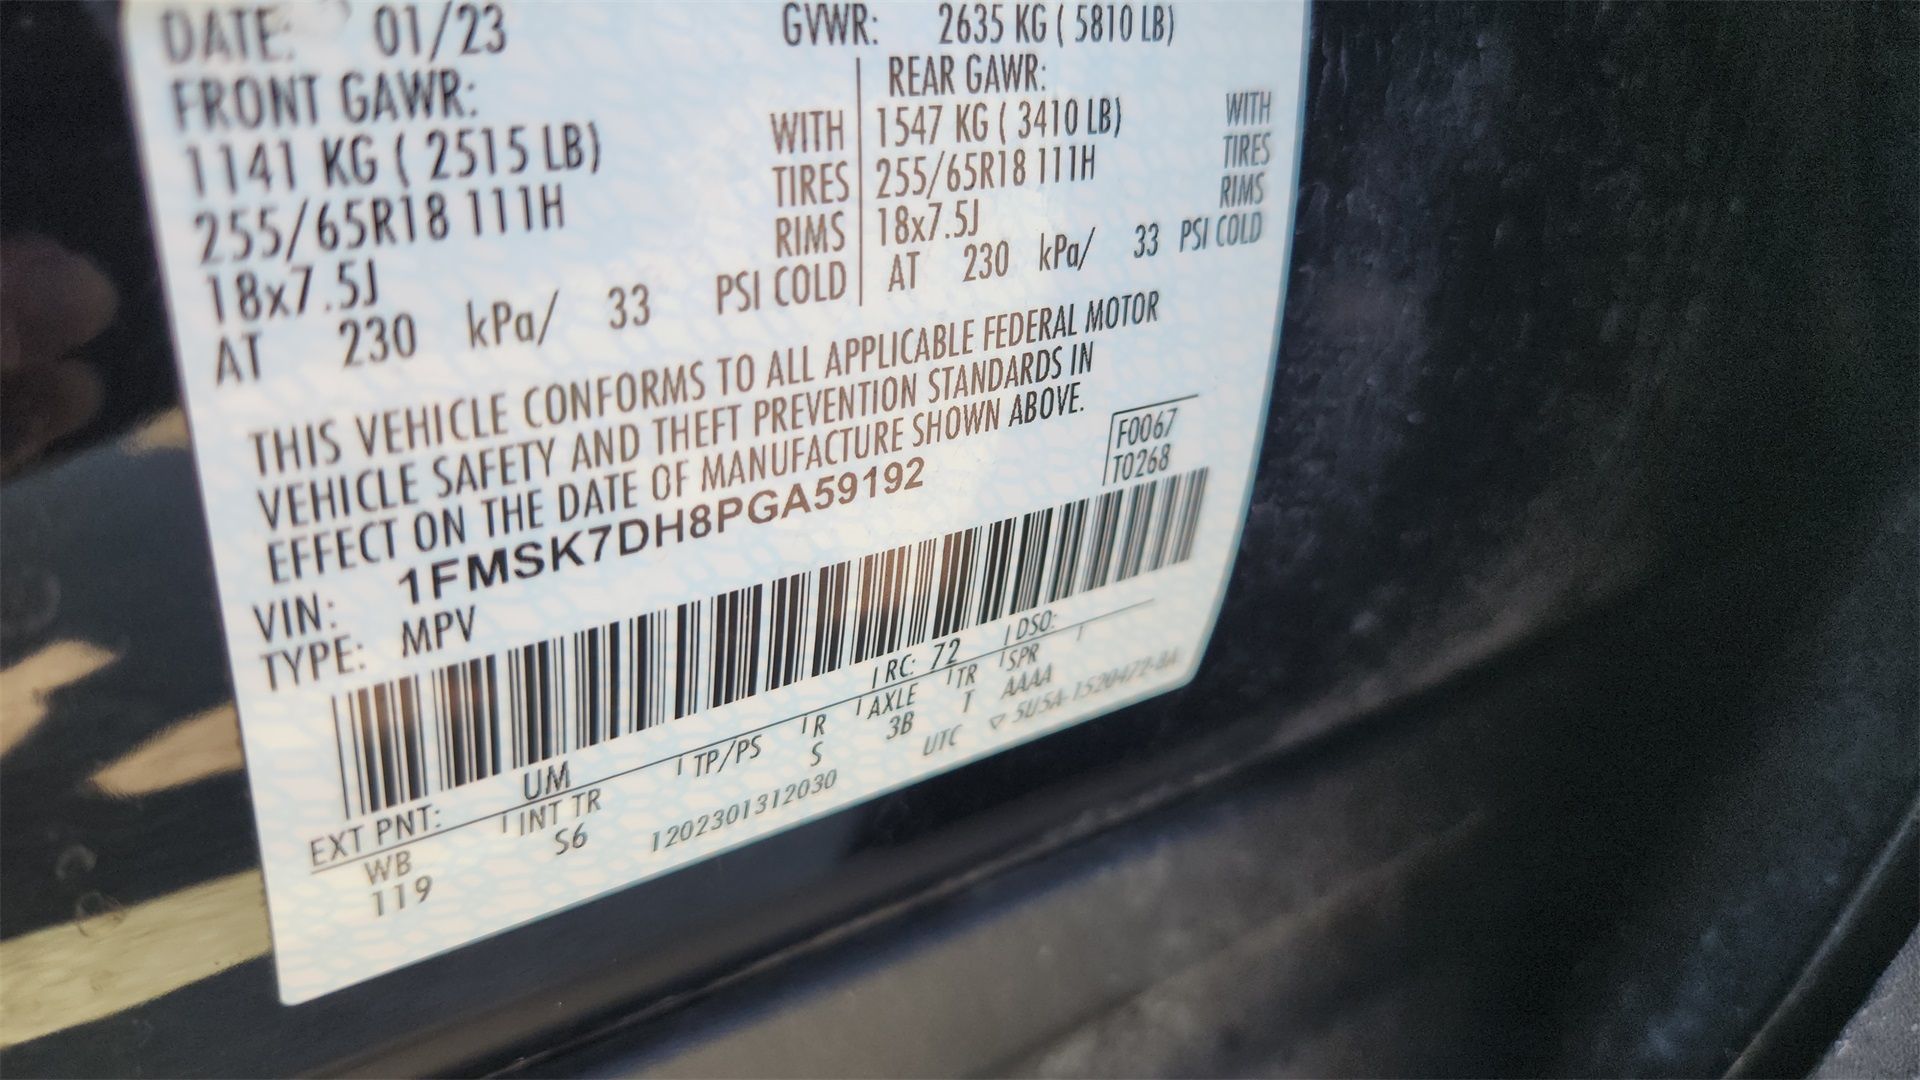 DATE: 01/23 GVWR: 2635 KG ( 5810 LB)
FRONT GAWR: REAR GAWR:
1141 KG ( 2515 LB) WITH 1547 KG ( 3410 LB) WITH
255/65R18 111H TIRES 255/65R18 111H TIRES
18x7.5J RIMS 18x7.5J RIMS
AT 230 kPa/ 33 PSI COLD AT 230 kPa/ 33 PSI COLD
THIS VEHICLE CONFORMS TO ALL APPLICABLE FEDERAL MOTOR
VEHICLE SAFETY AND THEFT PREVENTION STANDARDS IN
EFFECT ON THE DATE OF MANUFACTURE SHOWN ABOVE.
F0067
T0268
VIN: 1FMSK7DH8PGA59192
TYPE: MPV
EXT PNT: UM RC: 72 DSO:
WB INT TR TP/PS R AXLE TR SPR
119 S6 S 3B T AAAA
1202301312030 UTC ▽ 5U5A-1520472-BA